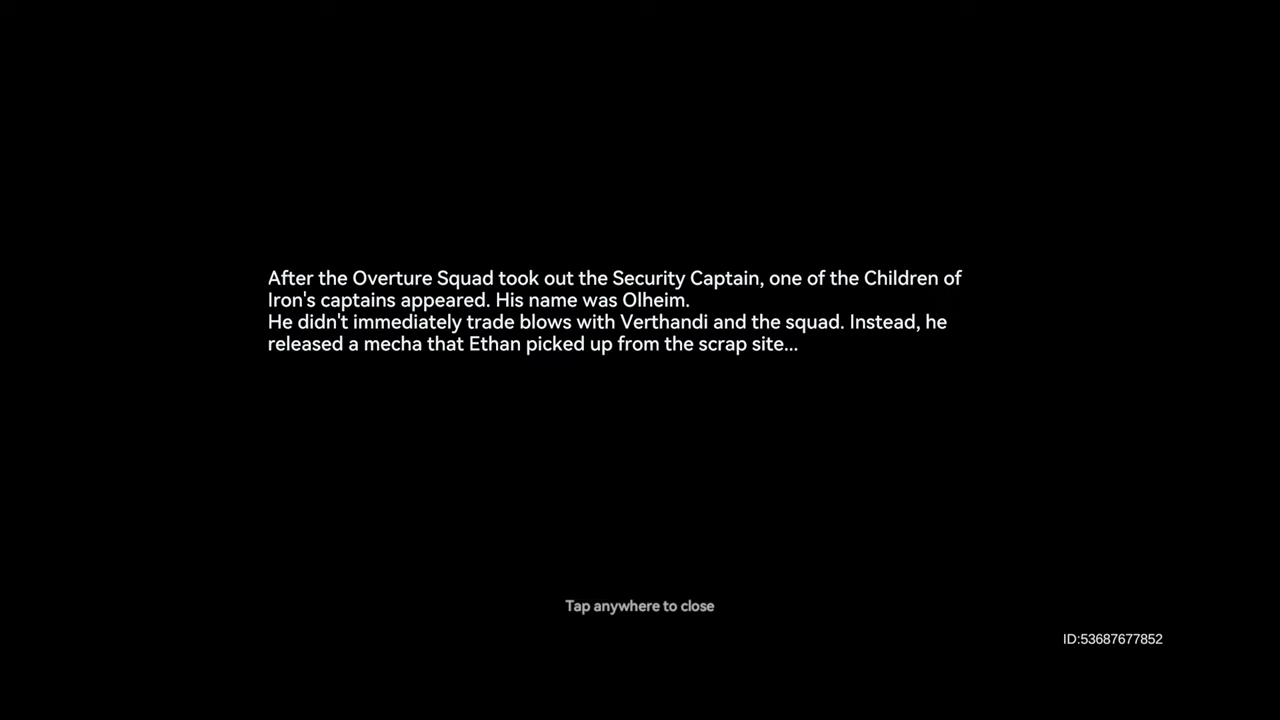 After the Overture Squad took out the Security Captain, one of the Children of
Iron's captains appeared. His name was Olheim.
He didn't immediately trade blows with Verthandi and the squad. Instead, he
released a mecha that Ethan picked up from the scrap site...
Tap anywhere to close
ID:53687677852